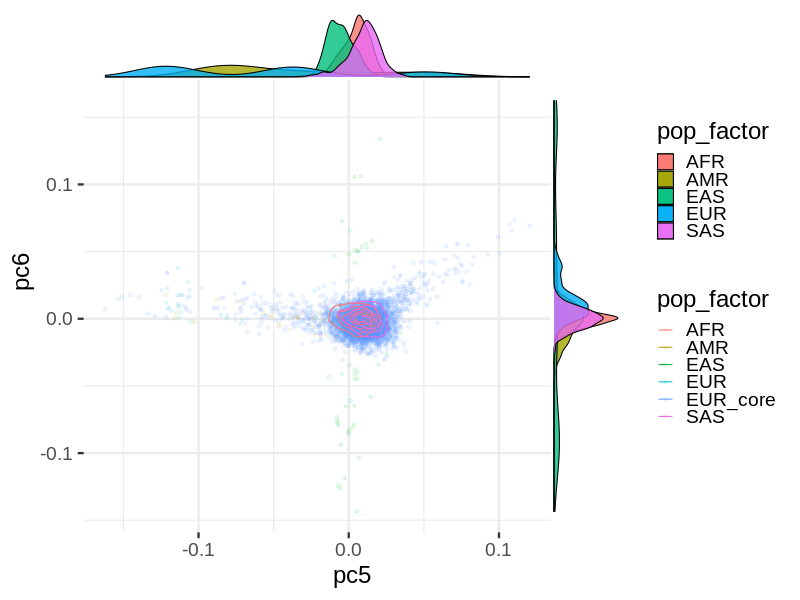 pop_factor
AFR
AMR
EAS
EUR
SAS
pop_factor
AFR
AMR
EAS
EUR
EUR_core
SAS
0.1
0.0
-0.1
pc6
-0.1
0.0
0.1
pc5